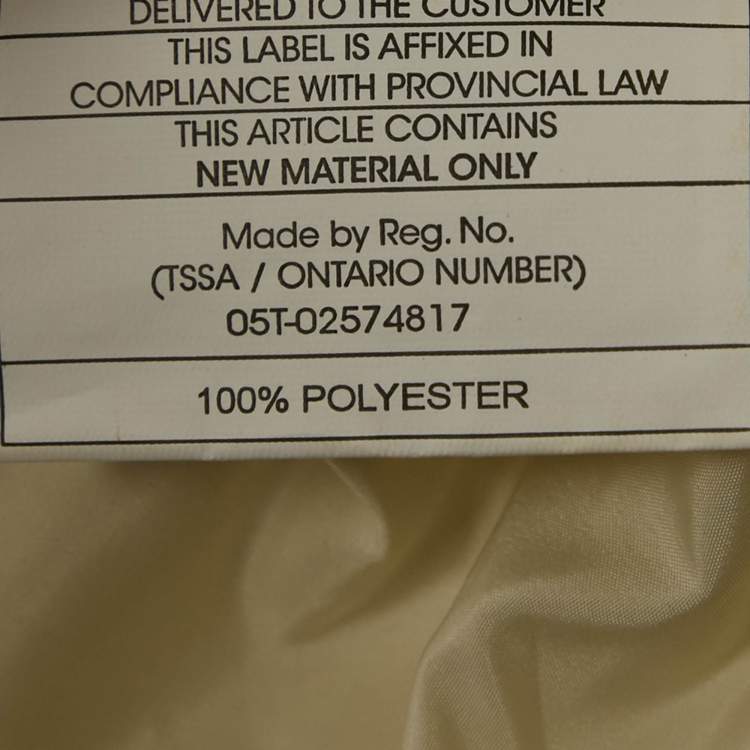 DELIVERED TO THE CUSTOMER
THIS LABEL IS AFFIXED IN
COMPLIANCE WITH PROVINCIAL LAW
THIS ARTICLE CONTAINS
NEW MATERIAL ONLY
Made by Reg. No.
(TSSA / ONTARIO NUMBER)
05T-02574817
100% POLYESTER